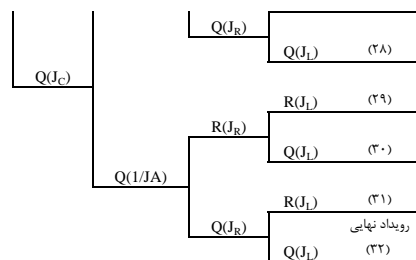 Q(J_R)
Q(J_L) (۲۸)
Q(J_C)
R(J_L) (۲۹)
R(J_R)
Q(J_L) (۳۰)
Q(1/JA)
R(J_L) (۳۱)
Q(J_R)
رویداد نهایی
Q(J_L) (۳۲)